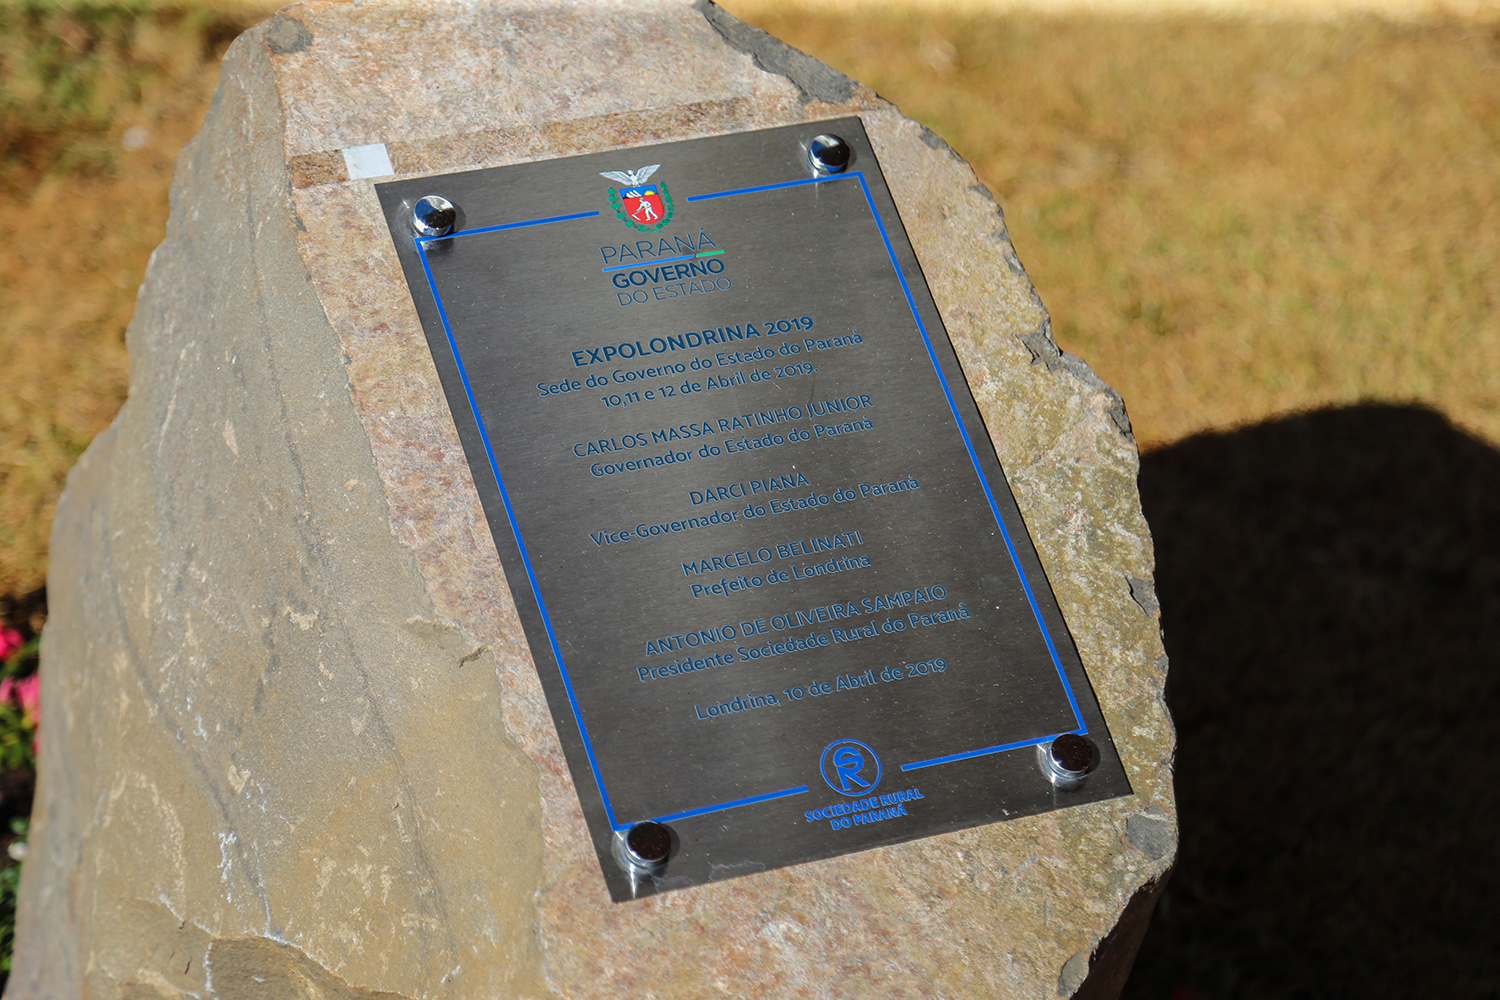 PARANÁ
GOVERNO
DO ESTADO
EXPOLONDRINA 2019
Sede do Governo do Estado do Paraná
10,11 e 12 de Abril de 2019.
CARLOS MASSA RATINHO JUNIOR
Governador do Estado do Paraná
DARCI PIANA
Vice-Governador do Estado do Paraná
MARCELO BELINATI
Prefeito de Londrina
ANTONIO DE OLIVEIRA SAMPAIO
Presidente Sociedade Rural do Paraná
Londrina, 10 de Abril de 2019
SR
SOCIEDADE RURAL
DO PARANÁ